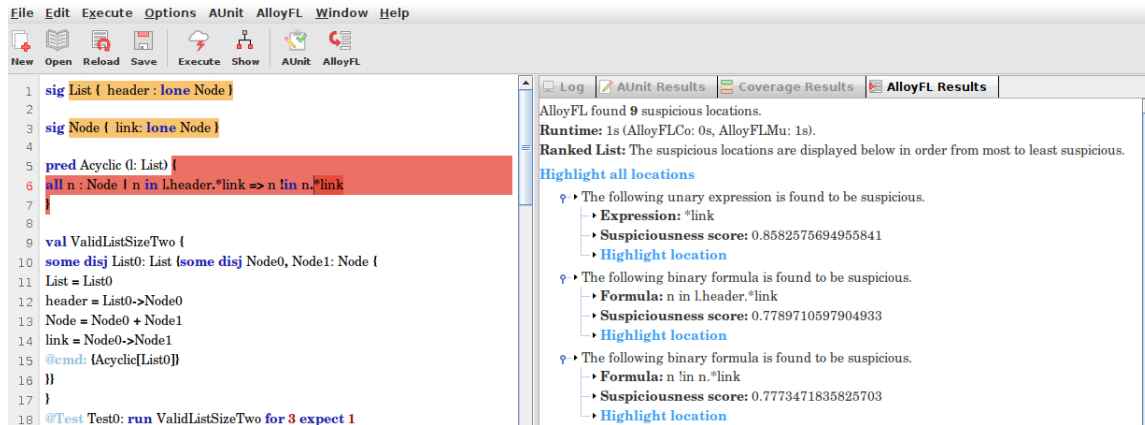 File Edit Execute Options AUnit AlloyFL Window Help
New Open Reload Save Execute Show AUnit AlloyFL
1 sig List { header : lone Node }
2
3 sig Node { link: lone Node }
4
5 pred Acyclic (l: List) {
6 all n : Node | n in l.header.*link => n !in n.*link
7 }
8
9 val ValidListSizeTwo {
10 some disj List0: List {some disj Node0, Node1: Node {
11 List = List0
12 header = List0->Node0
13 Node = Node0 + Node1
14 link = Node0->Node1
15 @cmd: {Acyclic[List0]}
16 }}
17 }
18 @Test Test0: run ValidListSizeTwo for 3 expect 1
Log AUnit Results Coverage Results AlloyFL Results
AlloyFL found 9 suspicious locations.
Runtime: 1s (AlloyFLCo: 0s, AlloyFLMu: 1s).
Ranked List: The suspicious locations are displayed below in order from most to least suspicious.
Highlight all locations
The following unary expression is found to be suspicious.
Expression: *link
Suspiciousness score: 0.8582575694955841
Highlight location
The following binary formula is found to be suspicious.
Formula: n in l.header.*link
Suspiciousness score: 0.7789710597904933
Highlight location
The following binary formula is found to be suspicious.
Formula: n !in n.*link
Suspiciousness score: 0.7773471835825703
Highlight location